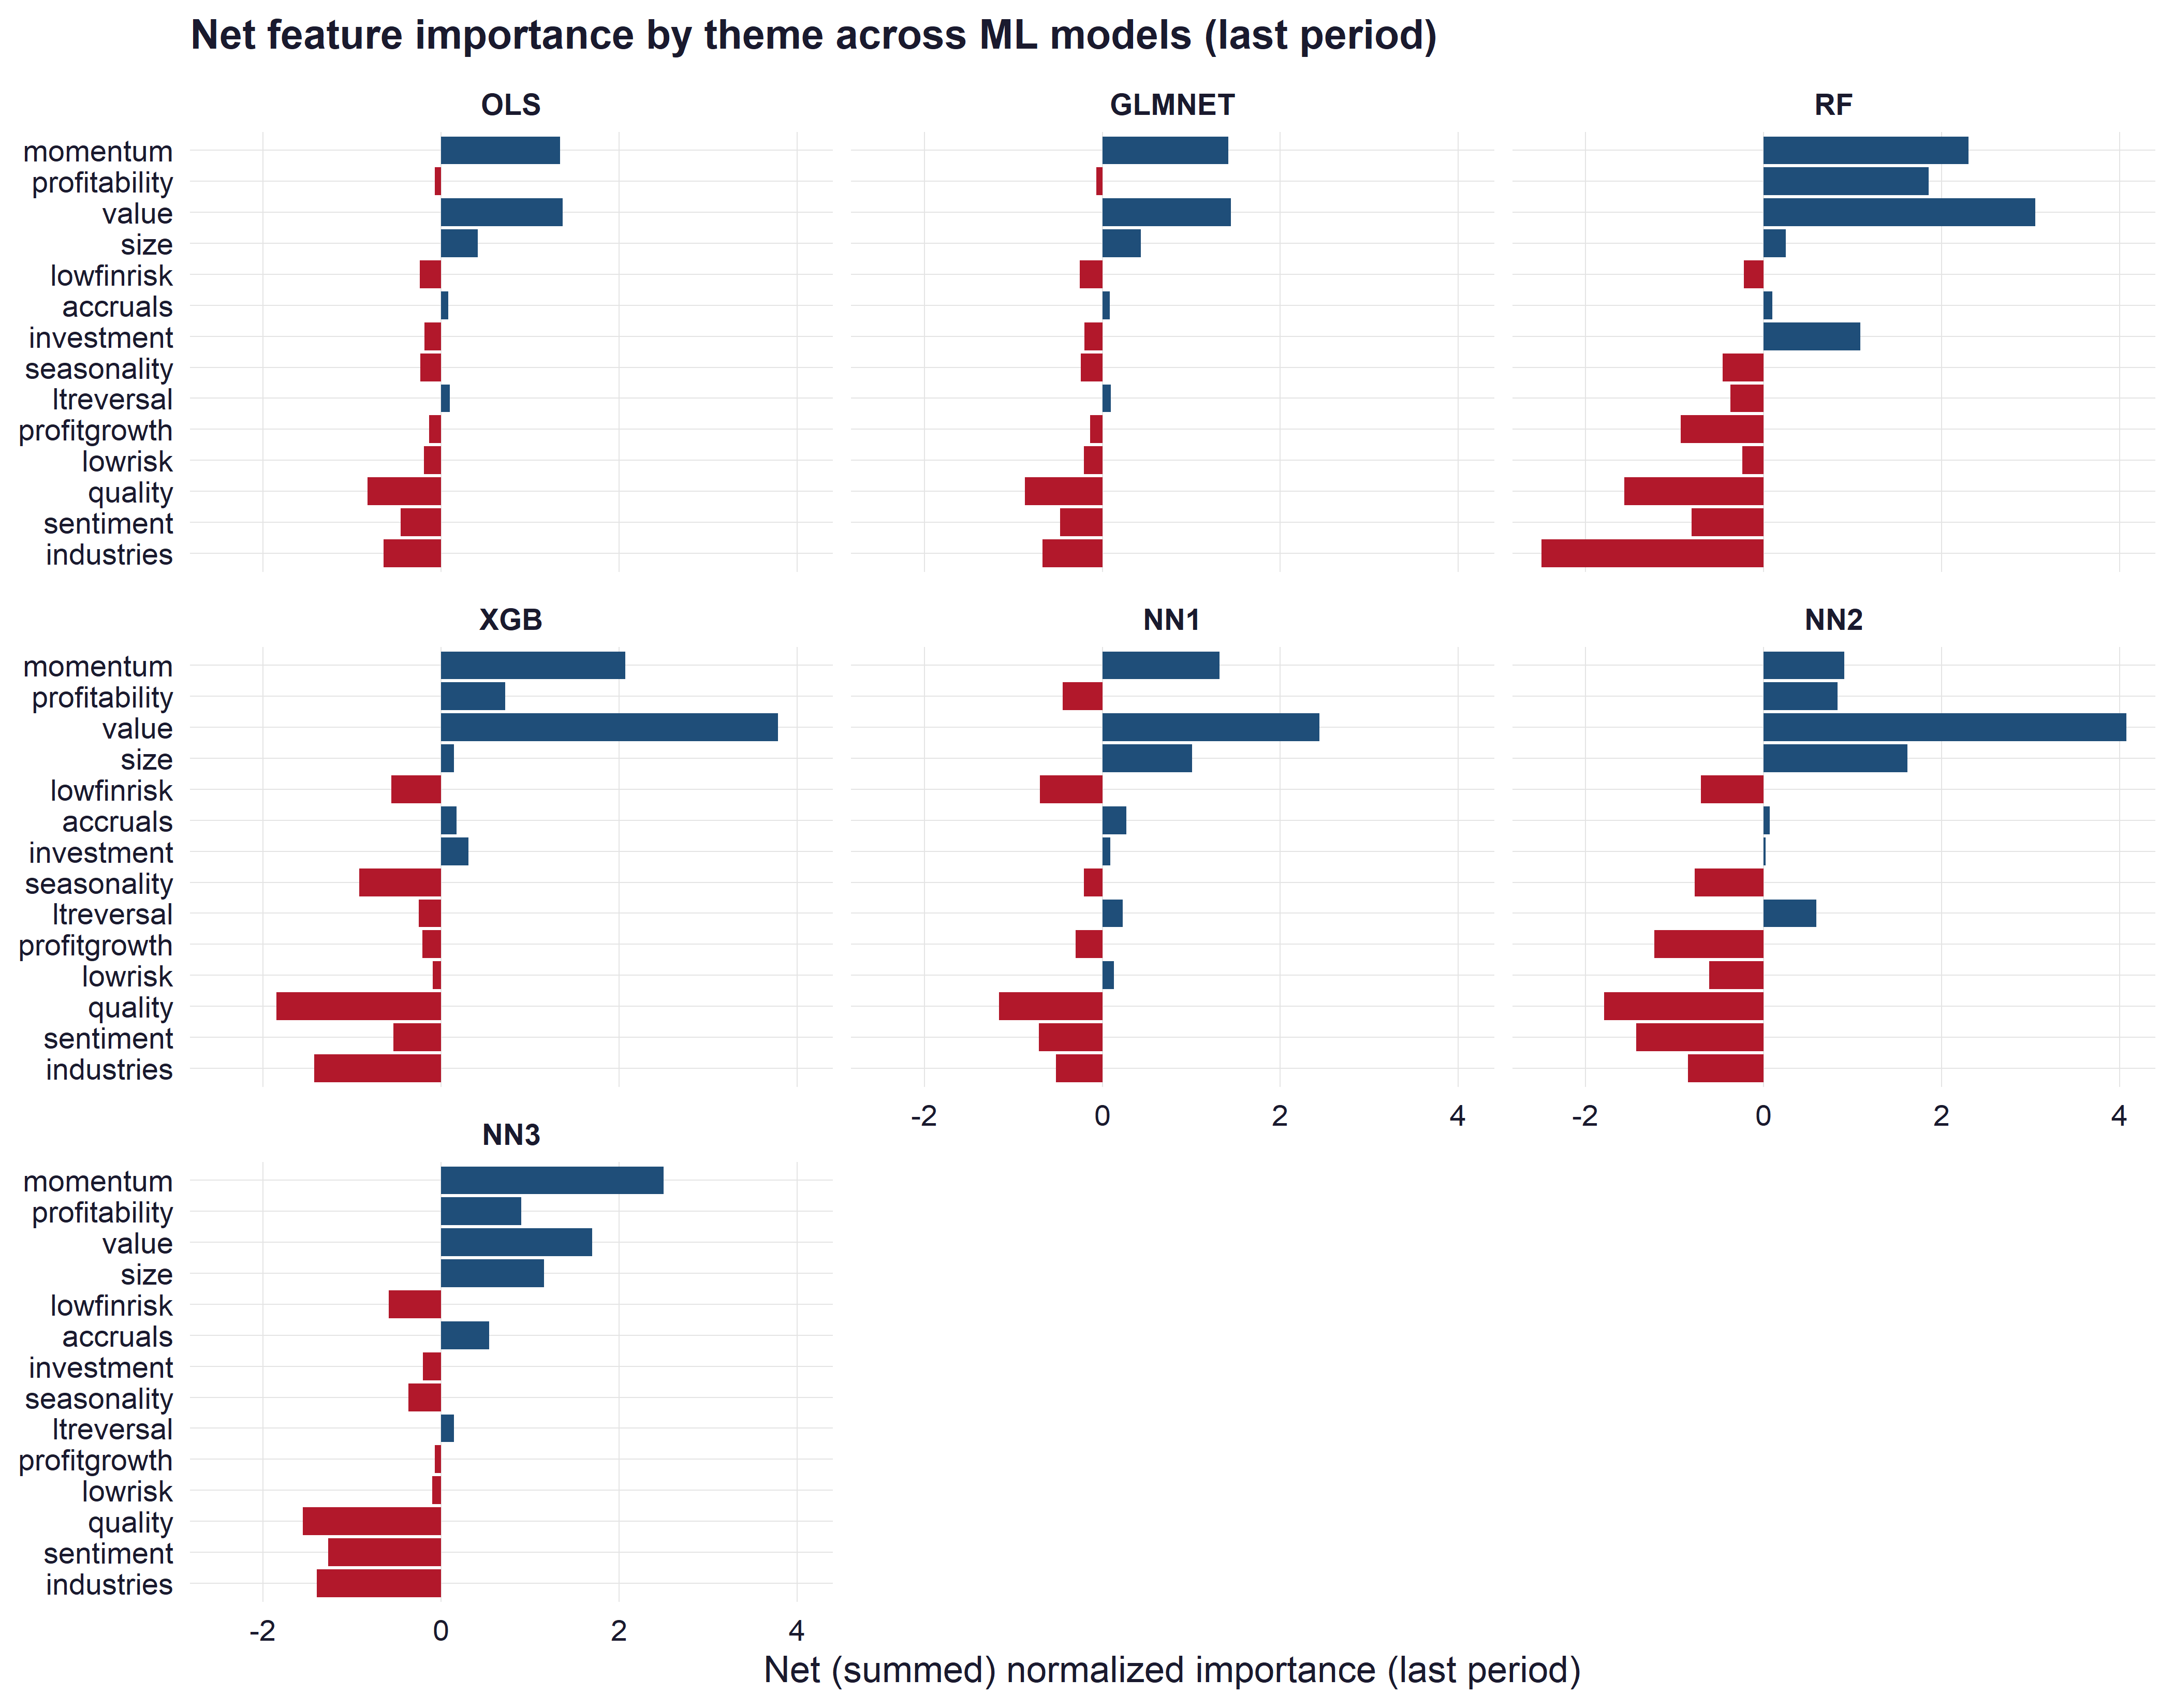 Net feature importance by theme across ML models (last period)
OLS
GLMNET
RF
momentum
profitability
value
size
lowfinrisk
accruals
investment
seasonality
ltreversal
profitgrowth
lowrisk
quality
sentiment
industries
XGB
NN1
NN2
momentum
profitability
value
size
lowfinrisk
accruals
investment
seasonality
ltreversal
profitgrowth
lowrisk
quality
sentiment
industries
-2 0 2 4
-2 0 2 4
NN3
momentum
profitability
value
size
lowfinrisk
accruals
investment
seasonality
ltreversal
profitgrowth
lowrisk
quality
sentiment
industries
-2 0 2 4
Net (summed) normalized importance (last period)